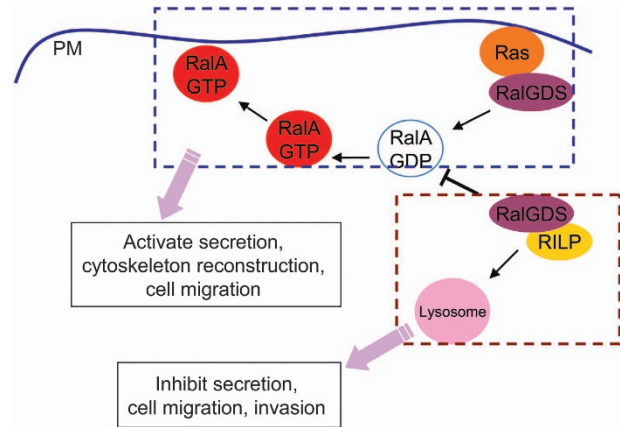 PM
RalA
GTP
Ras
RalGDS
RalA
GTP
RalA
GDP
RalGDS
RILP
Activate secretion,
cytoskeleton reconstruction,
cell migration
Lysosome
Inhibit secretion,
cell migration, invasion